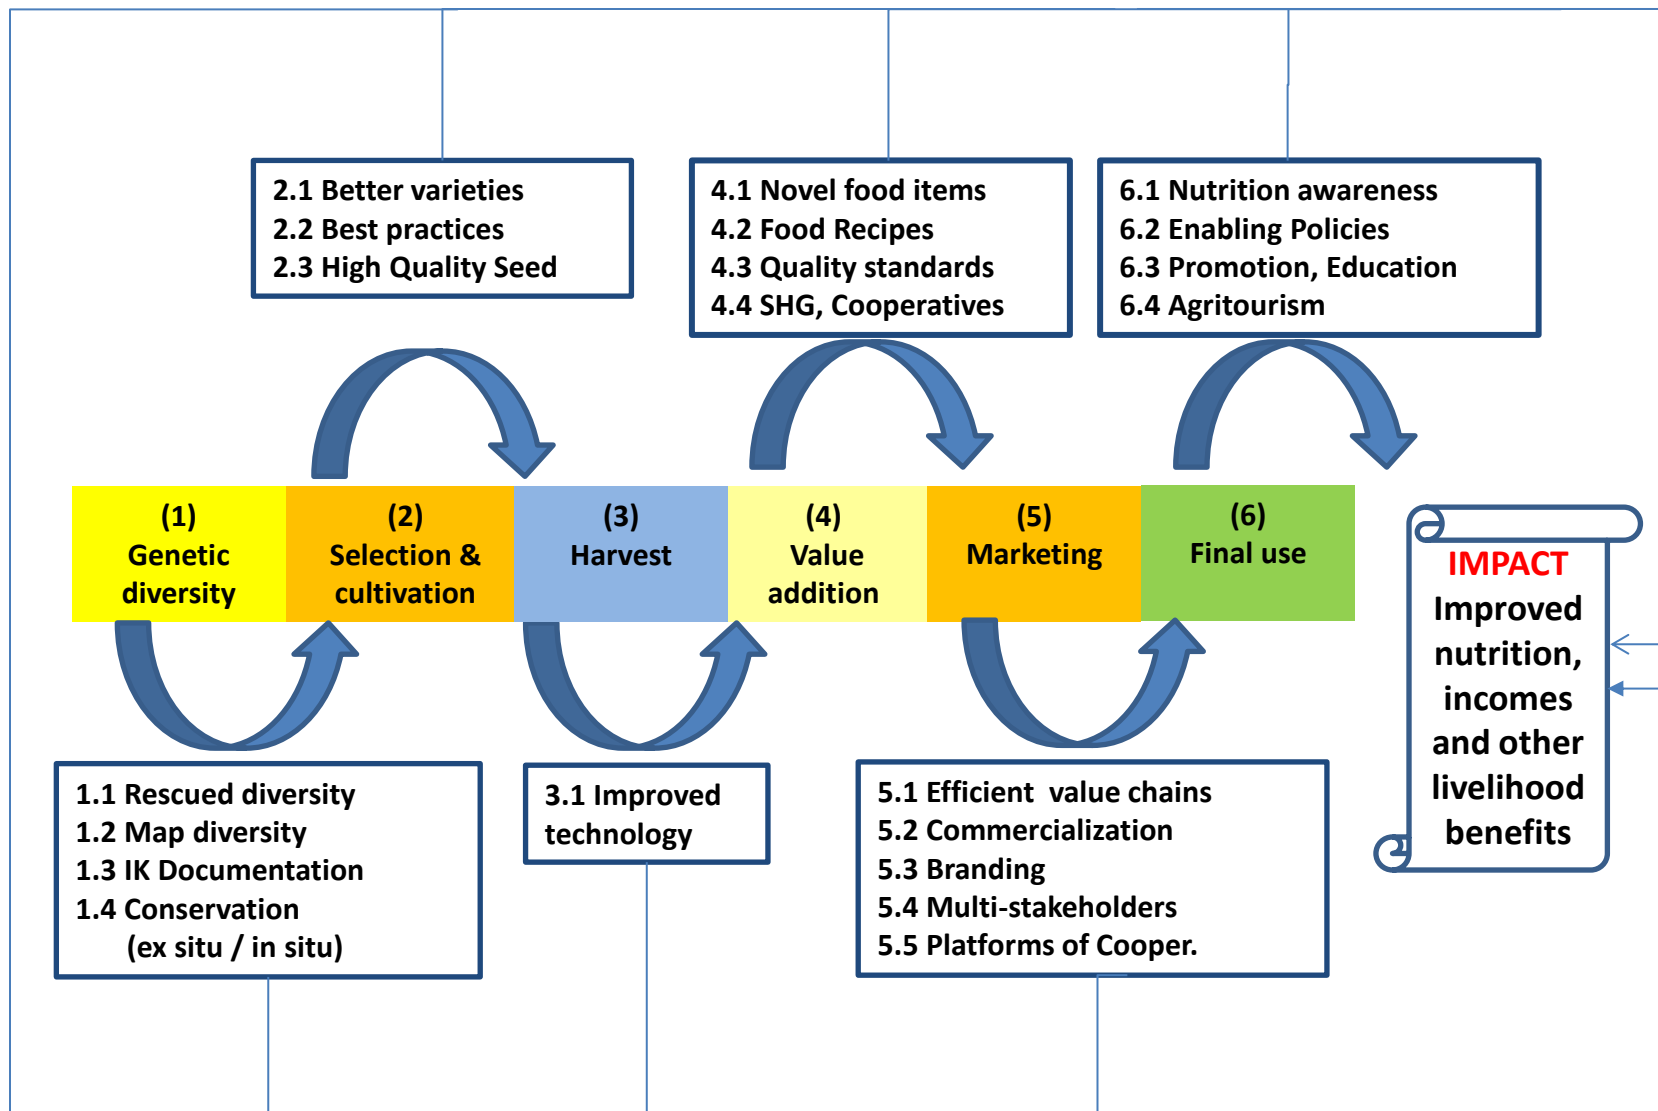 2.1 Better varieties
2.2 Best practices
2.3 High Quality Seed
4.1 Novel food items
4.2 Food Recipes
4.3 Quality standards
4.4 SHG, Cooperatives
6.1 Nutrition awareness
6.2 Enabling Policies
6.3 Promotion, Education
6.4 Agritourism
(1)
Genetic
diversity
(2)
Selection &
cultivation
(3)
Harvest
(4)
Value
addition
(5)
Marketing
(6)
Final use
IMPACT
Improved
nutrition,
incomes
and other
livelihood
benefits
1.1 Rescued diversity
1.2 Map diversity
1.3 IK Documentation
1.4 Conservation
(ex situ / in situ)
3.1 Improved
technology
5.1 Efficient  value chains
5.2 Commercialization
5.3 Branding
5.4 Multi-stakeholders
5.5 Platforms of Cooper.